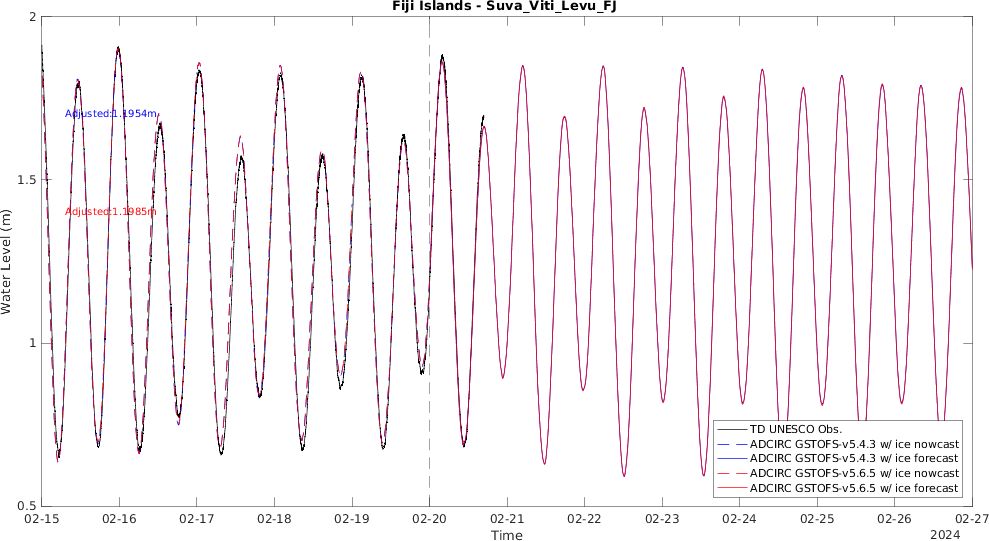 Fiji Islands - Suva_Viti_Levu_FJ
2
1.5
1
0.5
Water Level (m)
Adjusted:1.1954m
Adjusted:1.1985m
TD UNESCO Obs.
ADCIRC GSTOFS-v5.4.3 w/ ice nowcast
ADCIRC GSTOFS-v5.4.3 w/ ice forecast
ADCIRC GSTOFS-v5.6.5 w/ ice nowcast
ADCIRC GSTOFS-v5.6.5 w/ ice forecast
02-15 02-16 02-17 02-18 02-19 02-20 02-21 02-22 02-23 02-24 02-25 02-26 02-27
Time
2024